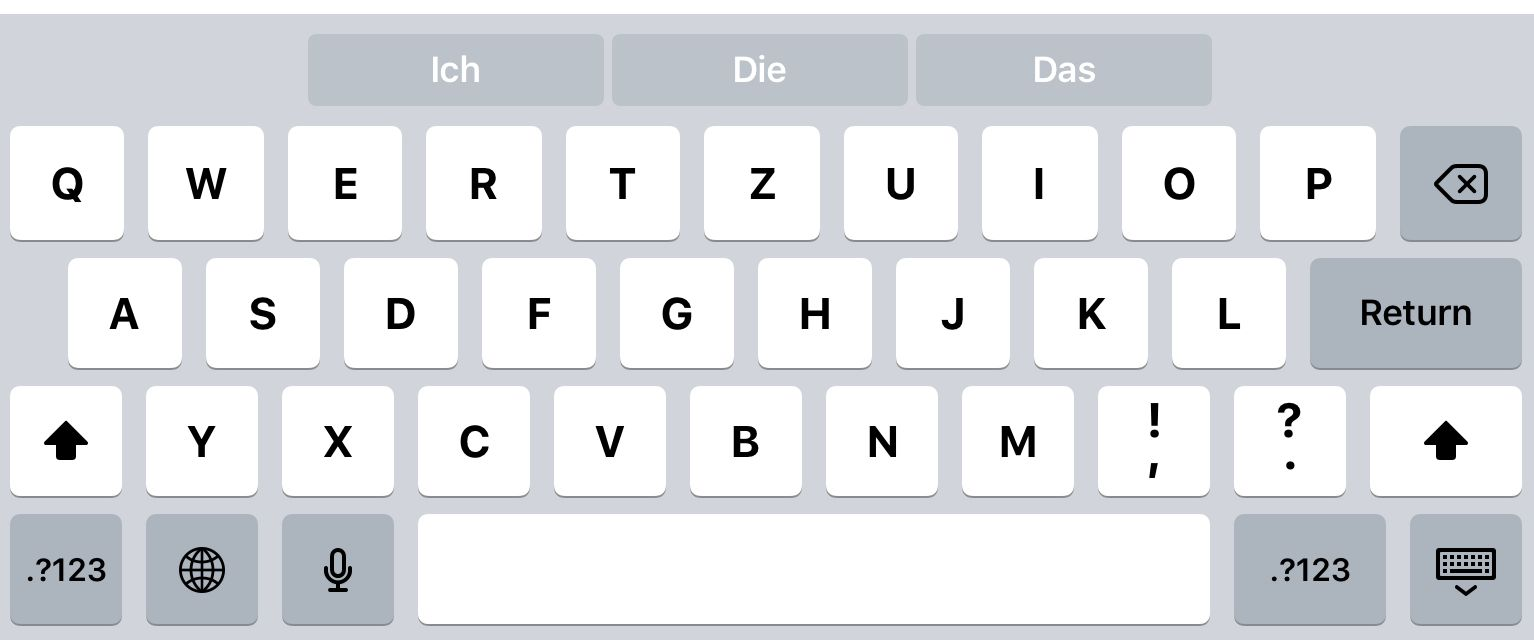 Ich Die Das
Q W E R T Z U I O P
A S D F G H J K L Return
Y X C V B N M ! ?
, .
.?123 .?123